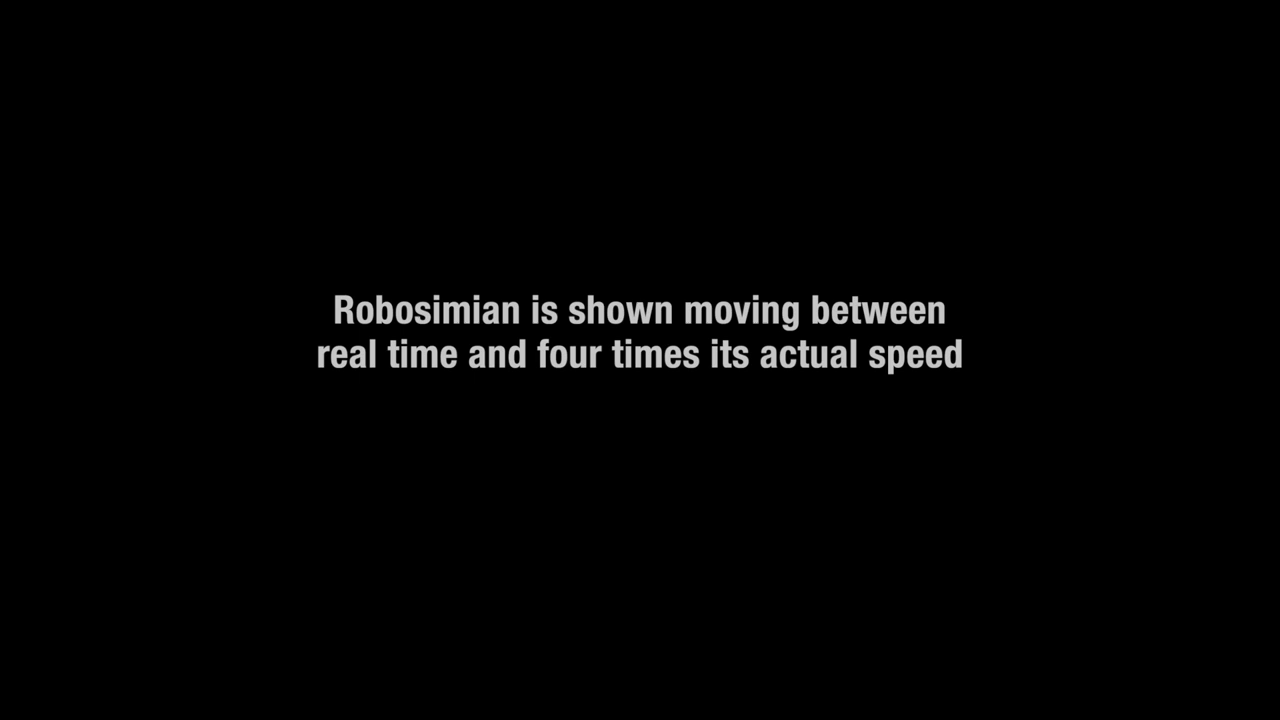 Robosimian is shown moving between
real time and four times its actual speed